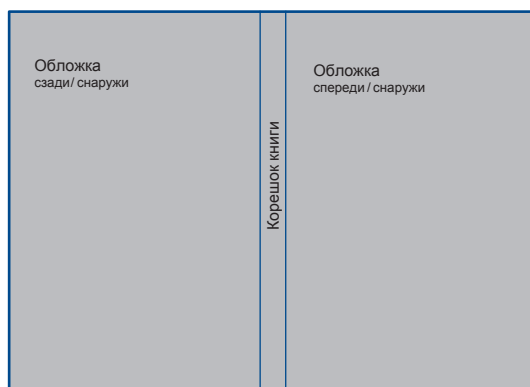 Обложка
сзади/снаружи
Корешок книги
Обложка
спереди/снаружи